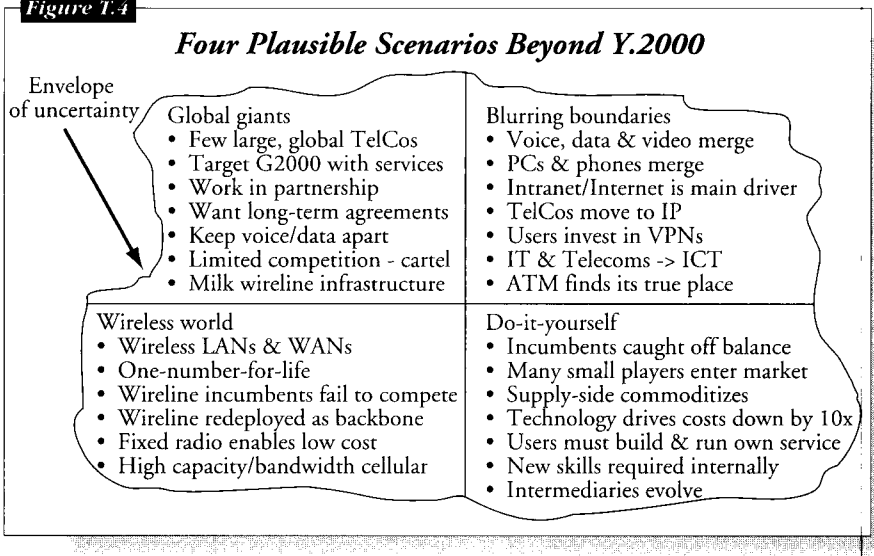 Figure T.4
Four Plausible Scenarios Beyond Y.2000
Envelope
of uncertainty
Global giants
• Few large, global TelCos
• Target G2000 with services
• Work in partnership
• Want long-term agreements
• Keep voice/data apart
• Limited competition - cartel
• Milk wireline infrastructure
Blurring boundaries
• Voice, data & video merge
• PCs & phones merge
• Intranet/Internet is main driver
• TelCos move to IP
• Users invest in VPNs
• IT & Telecoms -> ICT
• ATM finds its true place
Wireless world
• Wireless LANs & WANs
• One-number-for-life
• Wireline incumbents fail to compete
• Wireline redeployed as backbone
• Fixed radio enables low cost
• High capacity/bandwidth cellular
Do-it-yourself
• Incumbents caught off balance
• Many small players enter market
• Supply-side commoditizes
• Technology drives costs down by 10x
• Users must build & run own service
• New skills required internally
• Intermediaries evolve